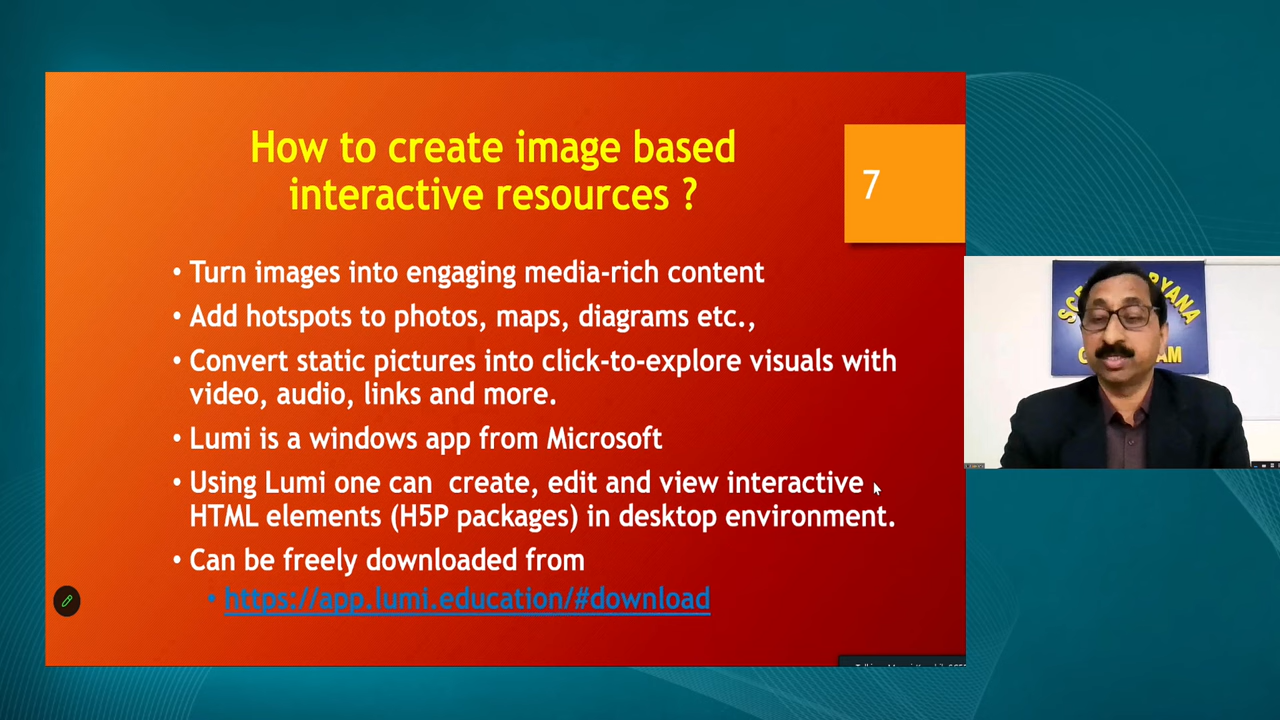 How to create image based
interactive resources ?
7
• Turn images into engaging media-rich content
• Add hotspots to photos, maps, diagrams etc.,
• Convert static pictures into click-to-explore visuals with
video, audio, links and more.
• Lumi is a windows app from Microsoft
• Using Lumi one can create, edit and view interactive
HTML elements (H5P packages) in desktop environment.
• Can be freely downloaded from
• https://app.lumi.education/#download